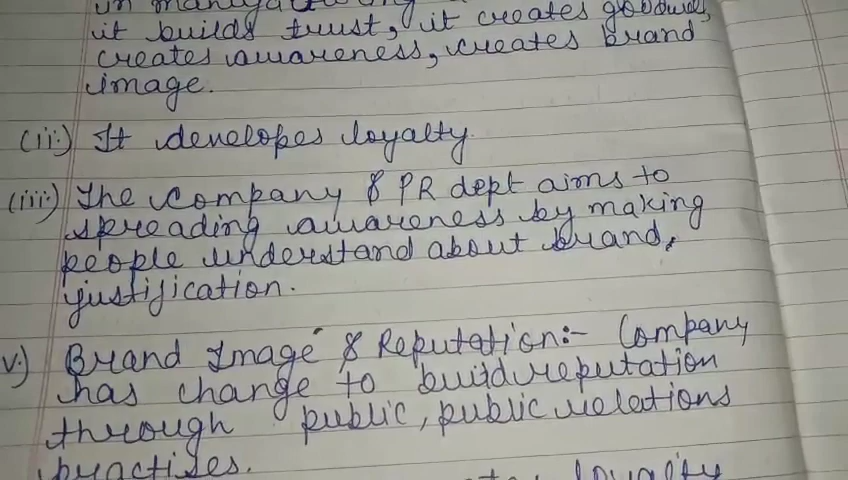 it builds trust, it creates goodwill,
creates awareness, creates brand
image.
(ii) It developes loyalty.
(iii) The company & PR dept aims to
spreading awareness by making
people understand about brand,
justification.
v.) Brand Image & Reputation:- Company
has change to build reputation
through public, public relations
practises.
loyality